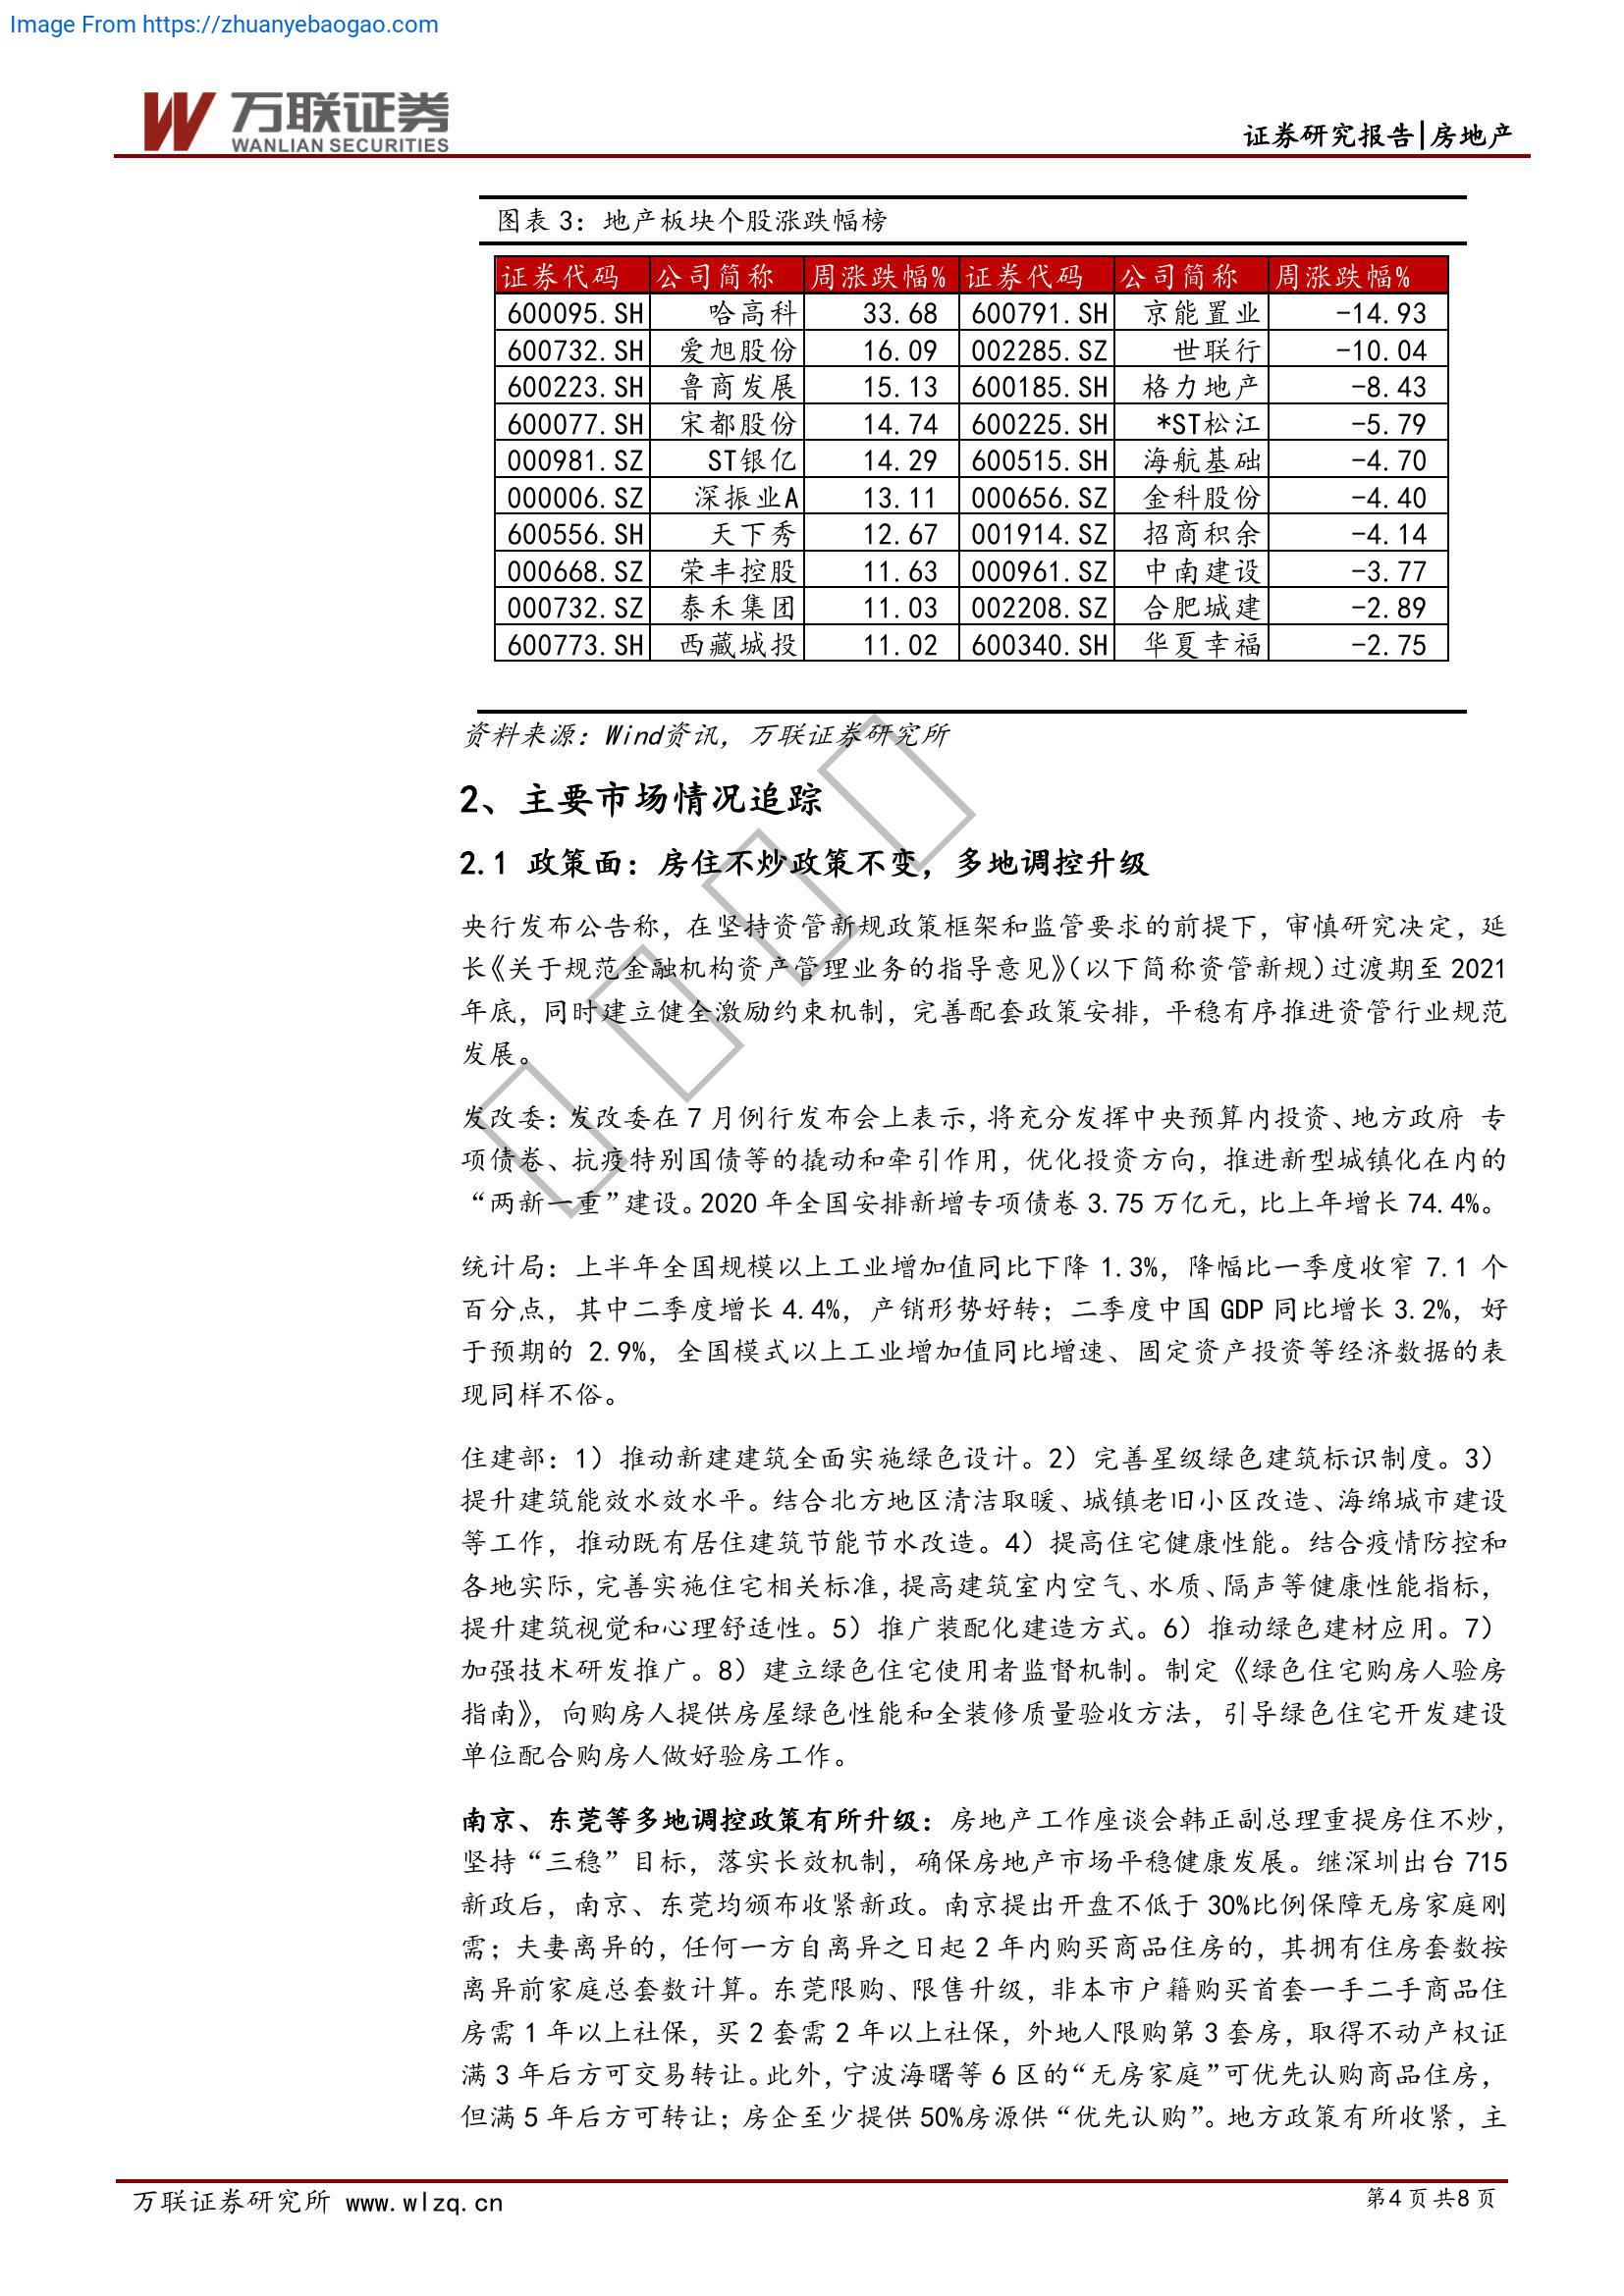 Image From https://zhuanyebaogao.com
万联证券
WANLIAN SECURITIES
证券研究报告|房地产
图表 3：地产板块个股涨跌幅榜
证券代码 公司简称 周涨跌幅% 证券代码 公司简称 周涨跌幅%
600095.SH 哈高科 33.68 600791.SH 京能置业 -14.93
600732.SH 爱旭股份 16.09 002285.SZ 世联行 -10.04
600223.SH 鲁商发展 15.13 600185.SH 格力地产 -8.43
600077.SH 宋都股份 14.74 600225.SH *ST松江 -5.79
000981.SZ ST银亿 14.29 600515.SH 海航基础 -4.70
000006.SZ 深振业A 13.11 000656.SZ 金科股份 -4.40
600556.SH 天下秀 12.67 001914.SZ 招商积余 -4.14
000668.SZ 荣丰控股 11.63 000961.SZ 中南建设 -3.77
000732.SZ 泰禾集团 11.03 002208.SZ 合肥城建 -2.89
600773.SH 西藏城投 11.02 600340.SH 华夏幸福 -2.75
资料来源：Wind资讯，万联证券研究所
2、主要市场情况追踪
2.1 政策面：房住不炒政策不变，多地调控升级
央行发布公告称，在坚持资管新规政策框架和监管要求的前提下，审慎研究决定，延
长《关于规范金融机构资产管理业务的指导意见》（以下简称资管新规）过渡期至 2021
年底，同时建立健全激励约束机制，完善配套政策安排，平稳有序推进资管行业规范
发展。
发改委：发改委在 7 月例行发布会上表示，将充分发挥中央预算内投资、地方政府 专
项债卷、抗疫特别国债等的撬动和牵引作用，优化投资方向，推进新型城镇化在内的
“两新一重”建设。2020 年全国安排新增专项债卷 3.75 万亿元，比上年增长 74.4%。
统计局：上半年全国规模以上工业增加值同比下降 1.3%，降幅比一季度收窄 7.1 个
百分点，其中二季度增长 4.4%，产销形势好转；二季度中国 GDP 同比增长 3.2%，好
于预期的 2.9%，全国模式以上工业增加值同比增速、固定资产投资等经济数据的表
现同样不俗。
住建部：1）推动新建建筑全面实施绿色设计。2）完善星级绿色建筑标识制度。3）
提升建筑能效水效水平。结合北方地区清洁取暖、城镇老旧小区改造、海绵城市建设
等工作，推动既有居住建筑节能节水改造。4）提高住宅健康性能。结合疫情防控和
各地实际，完善实施住宅相关标准，提高建筑室内空气、水质、隔声等健康性能指标，
提升建筑视觉和心理舒适性。5）推广装配化建造方式。6）推动绿色建材应用。7）
加强技术研发推广。8）建立绿色住宅使用者监督机制。制定《绿色住宅购房人验房
指南》，向购房人提供房屋绿色性能和全装修质量验收方法，引导绿色住宅开发建设
单位配合购房人做好验房工作。
南京、东莞等多地调控政策有所升级：房地产工作座谈会韩正副总理重提房住不炒，
坚持“三稳”目标，落实长效机制，确保房地产市场平稳健康发展。继深圳出台 715
新政后，南京、东莞均颁布收紧新政。南京提出开盘不低于 30%比例保障无房家庭刚
需；夫妻离异的，任何一方自离异之日起 2 年内购买商品住房的，其拥有住房套数按
离异前家庭总套数计算。东莞限购、限售升级，非本市户籍购买首套一手二手商品住
房需 1 年以上社保，买 2 套需 2 年以上社保，外地人限购第 3 套房，取得不动产权证
满 3 年后方可交易转让。此外，宁波海曙等 6 区的“无房家庭”可优先认购商品住房，
但满 5 年后方可转让；房企至少提供 50%房源供“优先认购”。地方政策有所收紧，主
万联证券研究所 www.wlzq.cn
第4页共8页